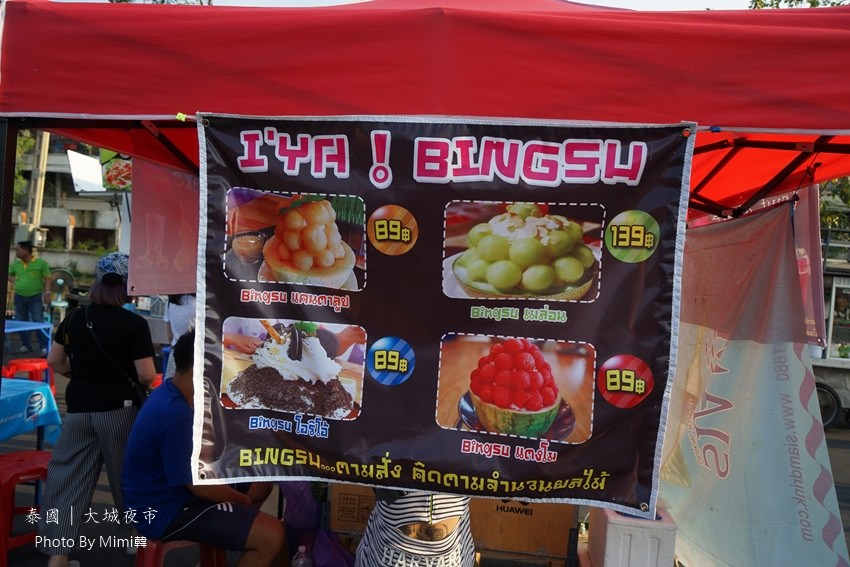 I'YA ! BINGSU
89฿
139฿
Bingsu แคนตาลูป
Bingsu เมล่อน
89฿
89฿
Bingsu โอริโอ้
Bingsu แตงโม
BINGSU...ตามสั่ง คิดตามจำนวนผลไม้
HUAWEI
www.siamdrink.com
泰國｜大城夜市
Photo By Mimi韓